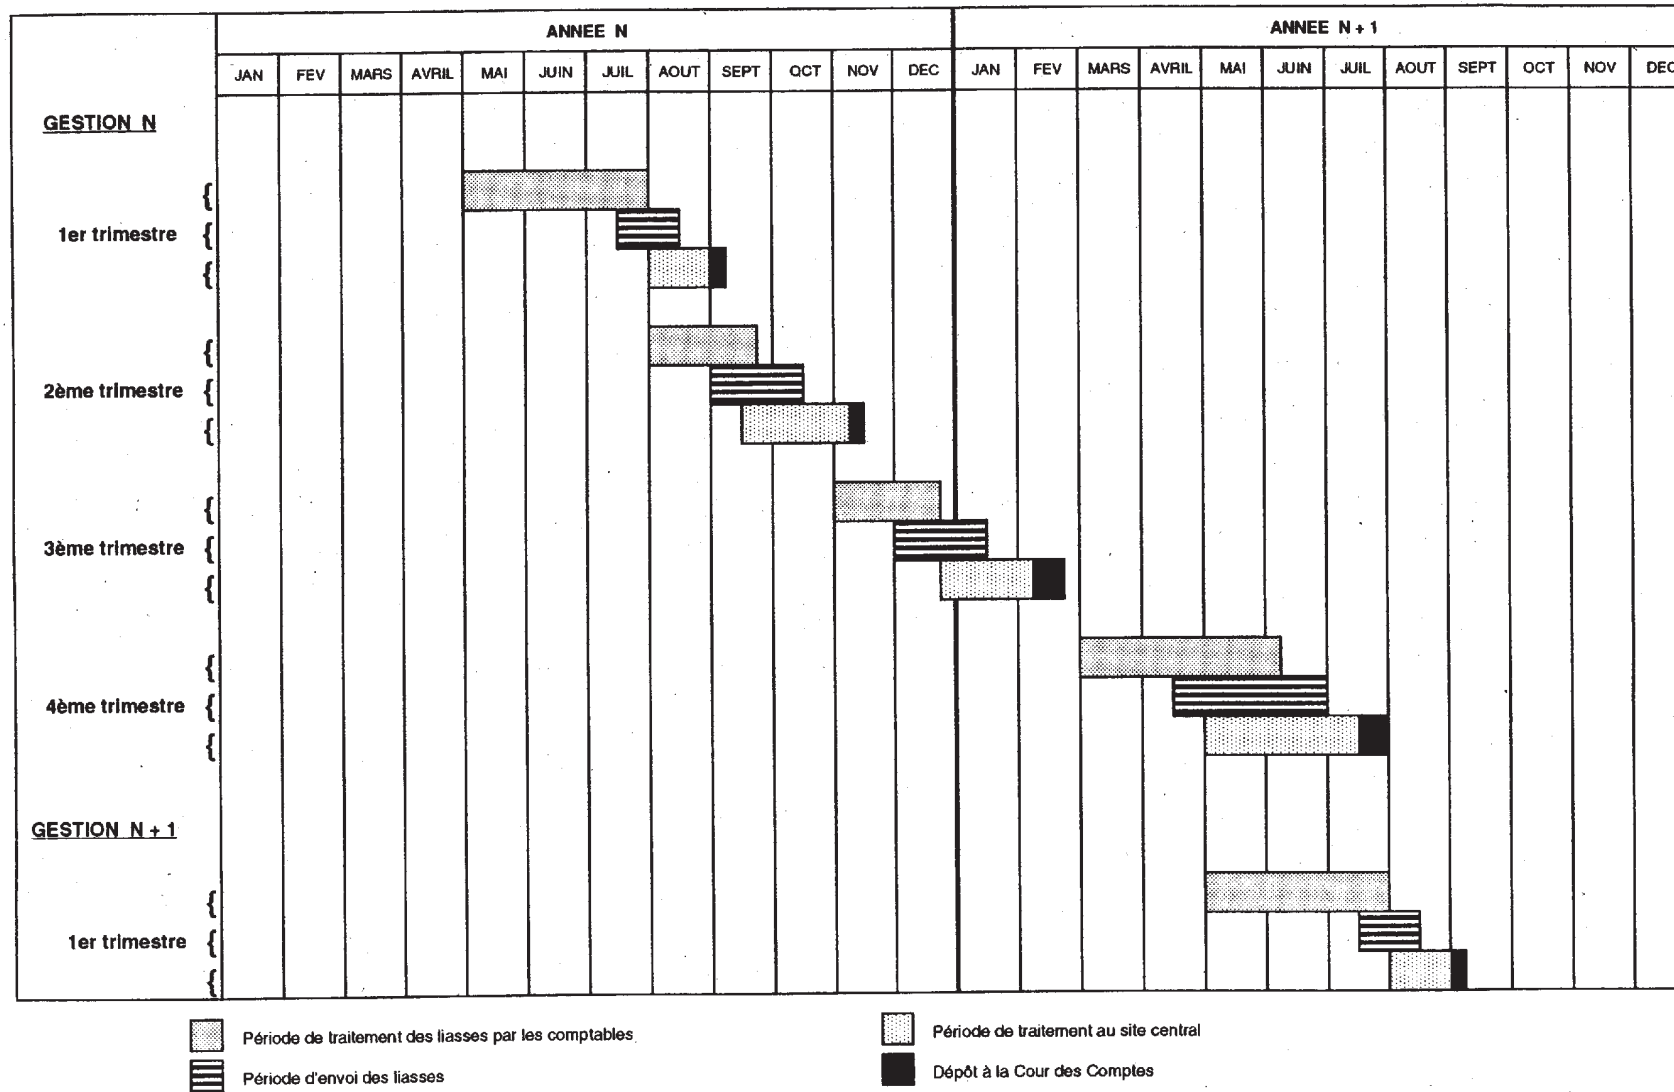 ANNEE N
ANNEE N + 1
JAN FEV MARS AVRIL MAI JUIN JUIL AOUT SEPT OCT NOV DEC JAN FEV MARS AVRIL MAI JUIN JUIL AOUT SEPT OCT NOV DEC
GESTION N
1er trimestre
2ème trimestre
3ème trimestre
4ème trimestre
GESTION N + 1
1er trimestre
Période de traitement des liasses par les comptables
Période d'envoi des liasses
Période de traitement au site central
Dépôt à la Cour des Comptes